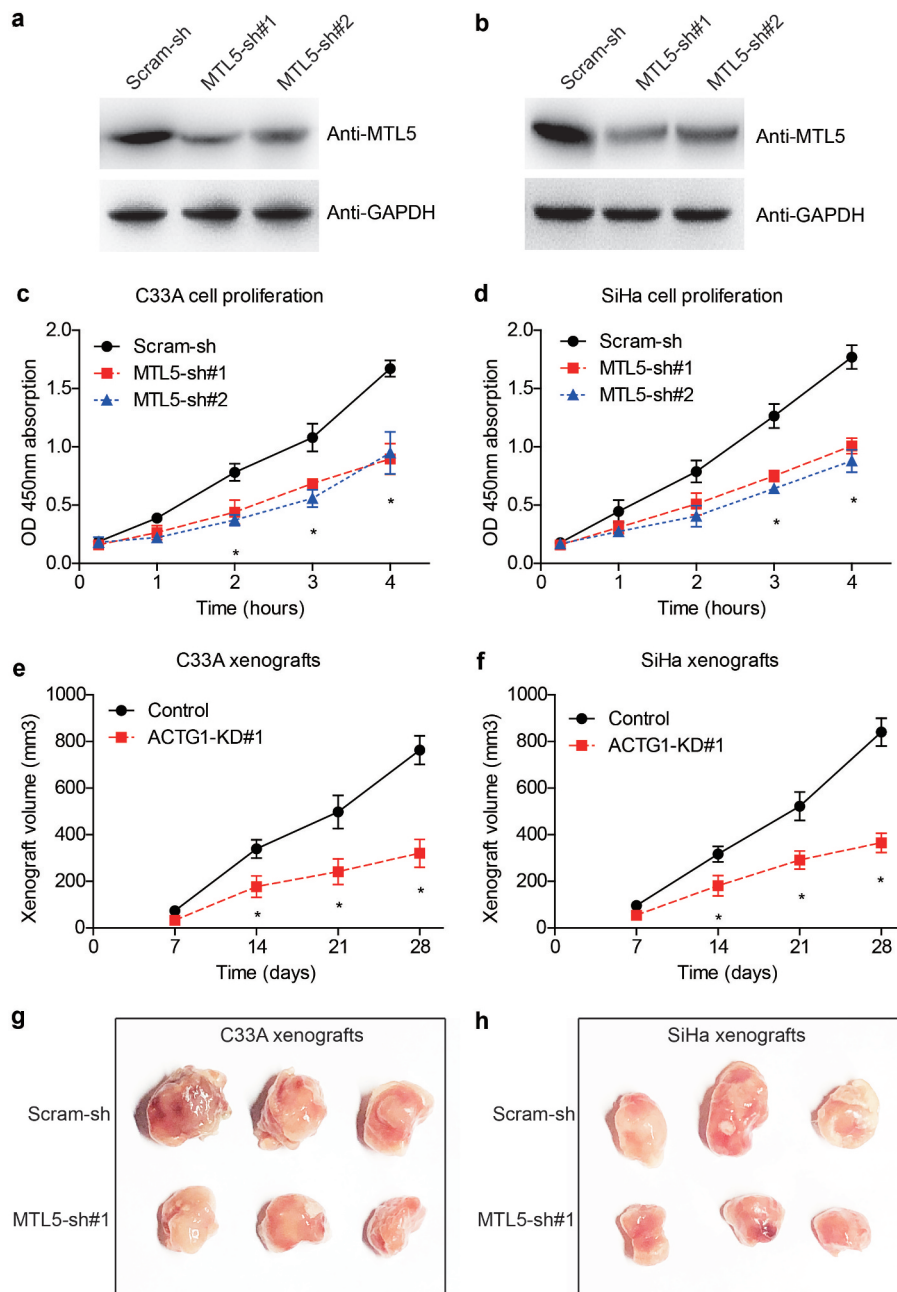 a
Scram-sh
MTL5-sh#1
MTL5-sh#2
Anti-MTL5
Anti-GAPDH
b
Scram-sh
MTL5-sh#1
MTL5-sh#2
Anti-MTL5
Anti-GAPDH
c
C33A cell proliferation
OD 450nm absorption
2.0
1.5
1.0
0.5
0.0
Scram-sh
MTL5-sh#1
MTL5-sh#2
* * *
0 1 2 3 4
Time (hours)
d
SiHa cell proliferation
OD 450nm absorption
2.0
1.5
1.0
0.5
0.0
Scram-sh
MTL5-sh#1
MTL5-sh#2
* *
0 1 2 3 4
Time (hours)
e
C33A xenografts
Xenograft volume (mm3)
1000
800
600
400
200
0
Control
ACTG1-KD#1
* * *
0 7 14 21 28
Time (days)
f
SiHa xenografts
Xenograft volume (mm3)
1000
800
600
400
200
0
Control
ACTG1-KD#1
* * *
0 7 14 21 28
Time (days)
g
C33A xenografts
Scram-sh
MTL5-sh#1
h
SiHa xenografts
Scram-sh
MTL5-sh#1